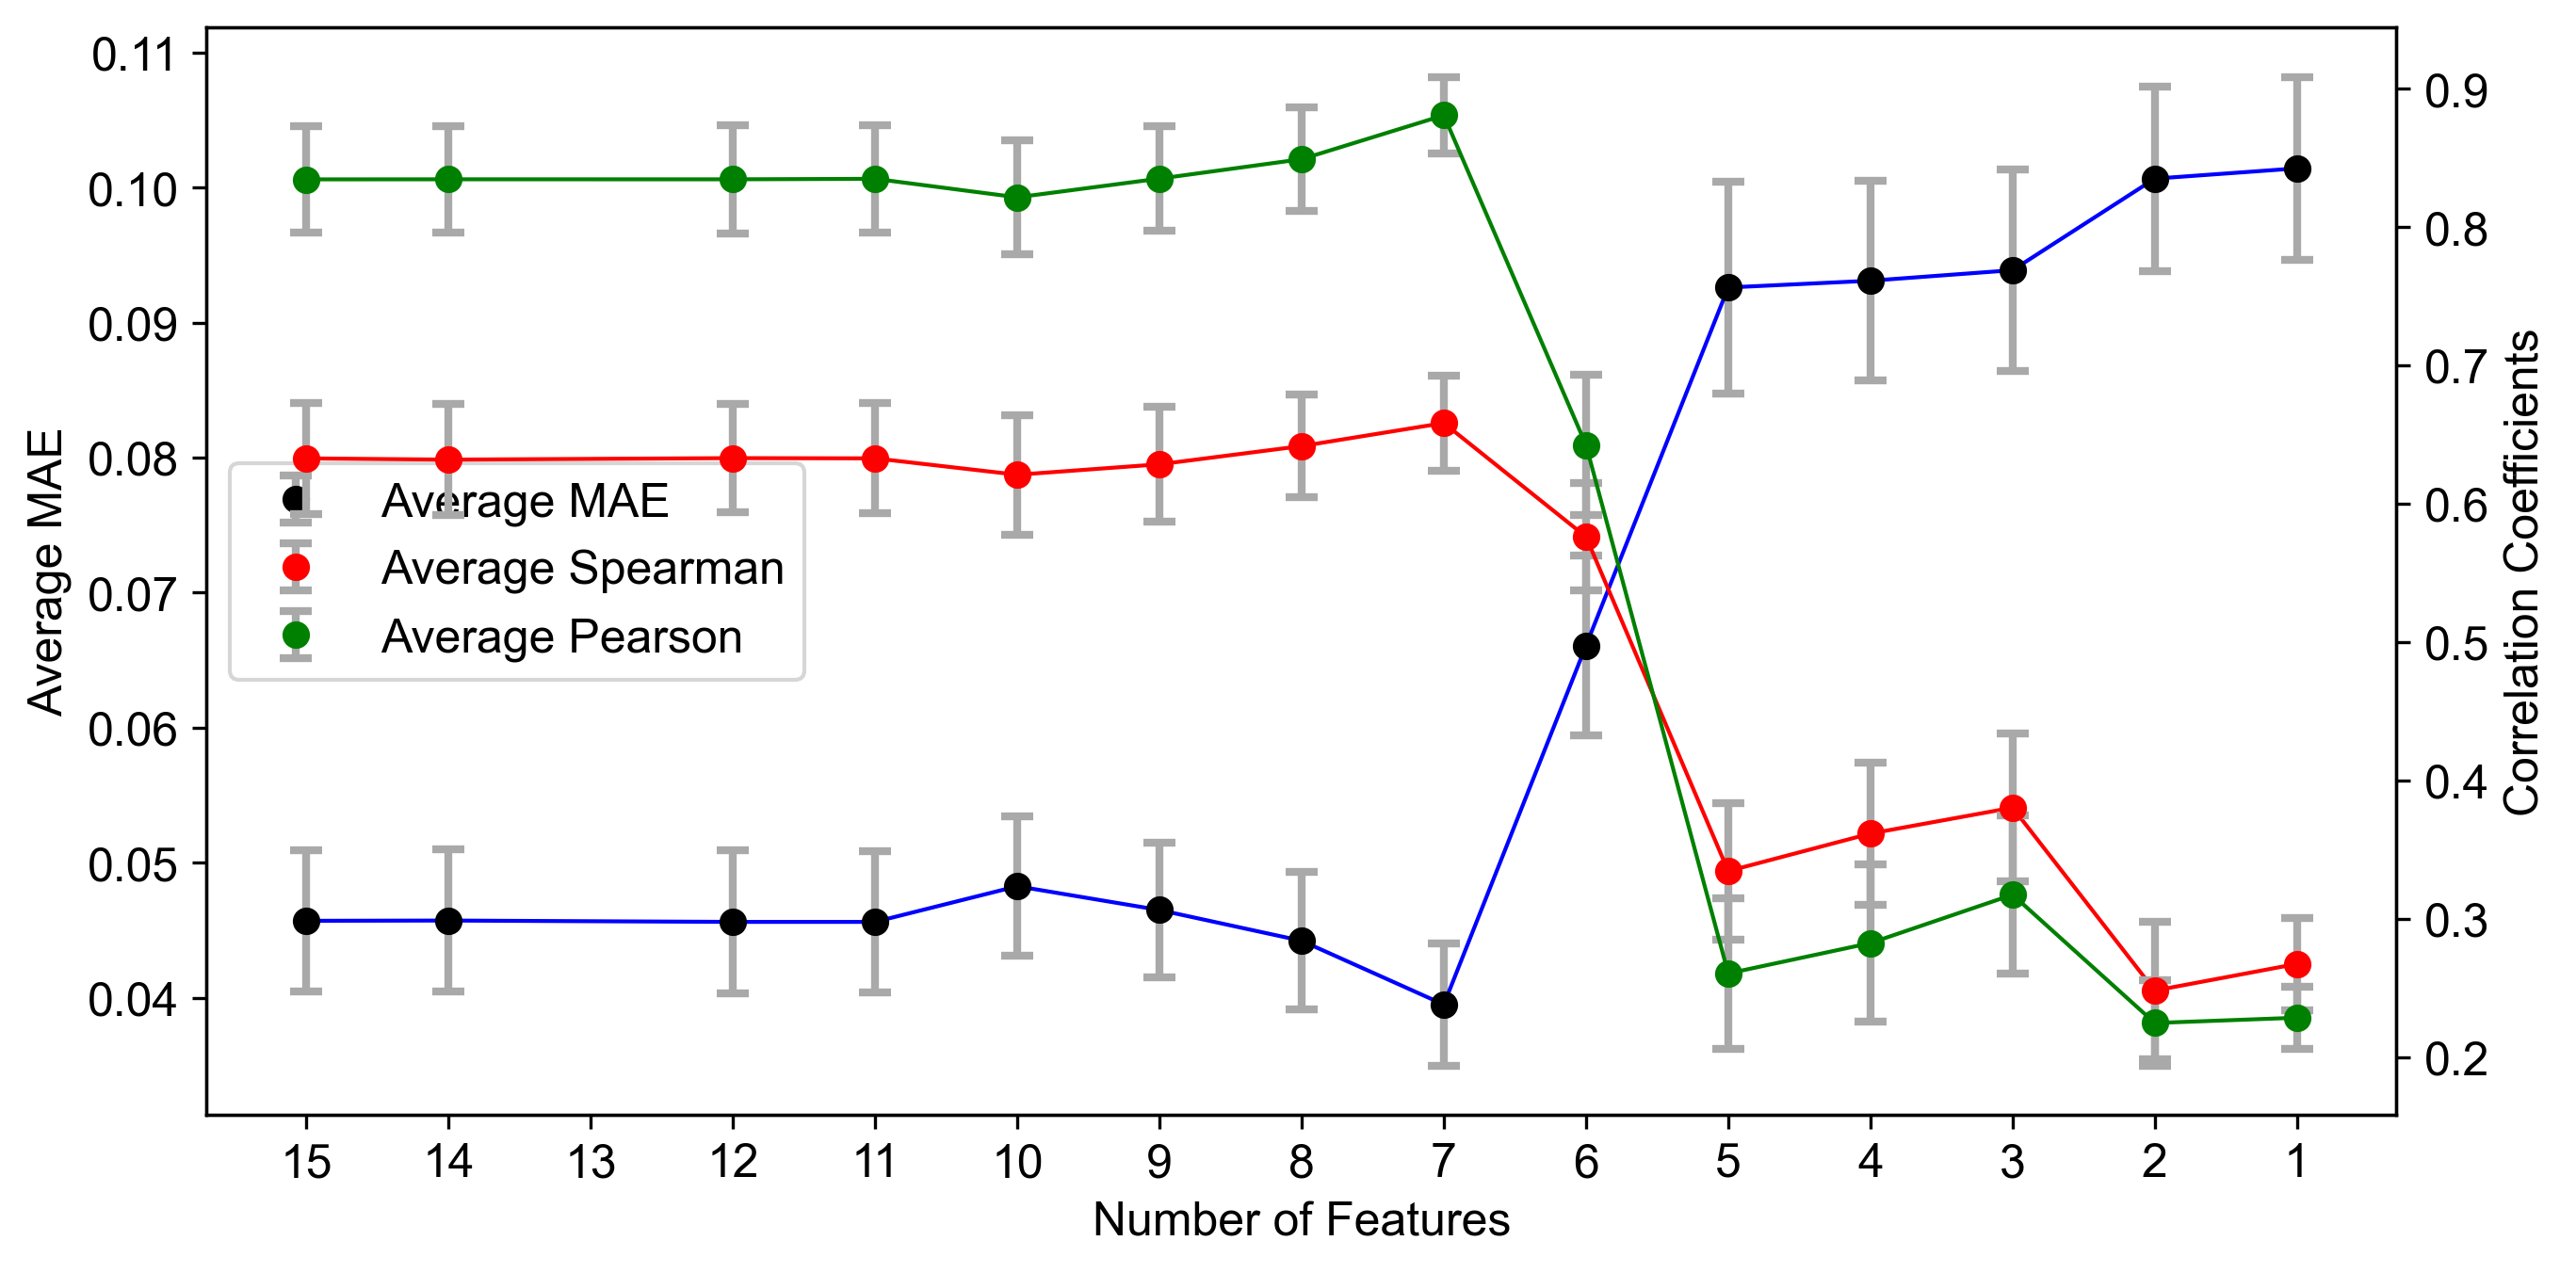 0.11
0.10
0.09
0.08
0.07
0.06
0.05
0.04
Average MAE
0.9
0.8
0.7
0.6
0.5
0.4
0.3
0.2
Correlation Coefficients
Average MAE
Average Spearman
Average Pearson
15 14 13 12 11 10 9 8 7 6 5 4 3 2 1
Number of Features